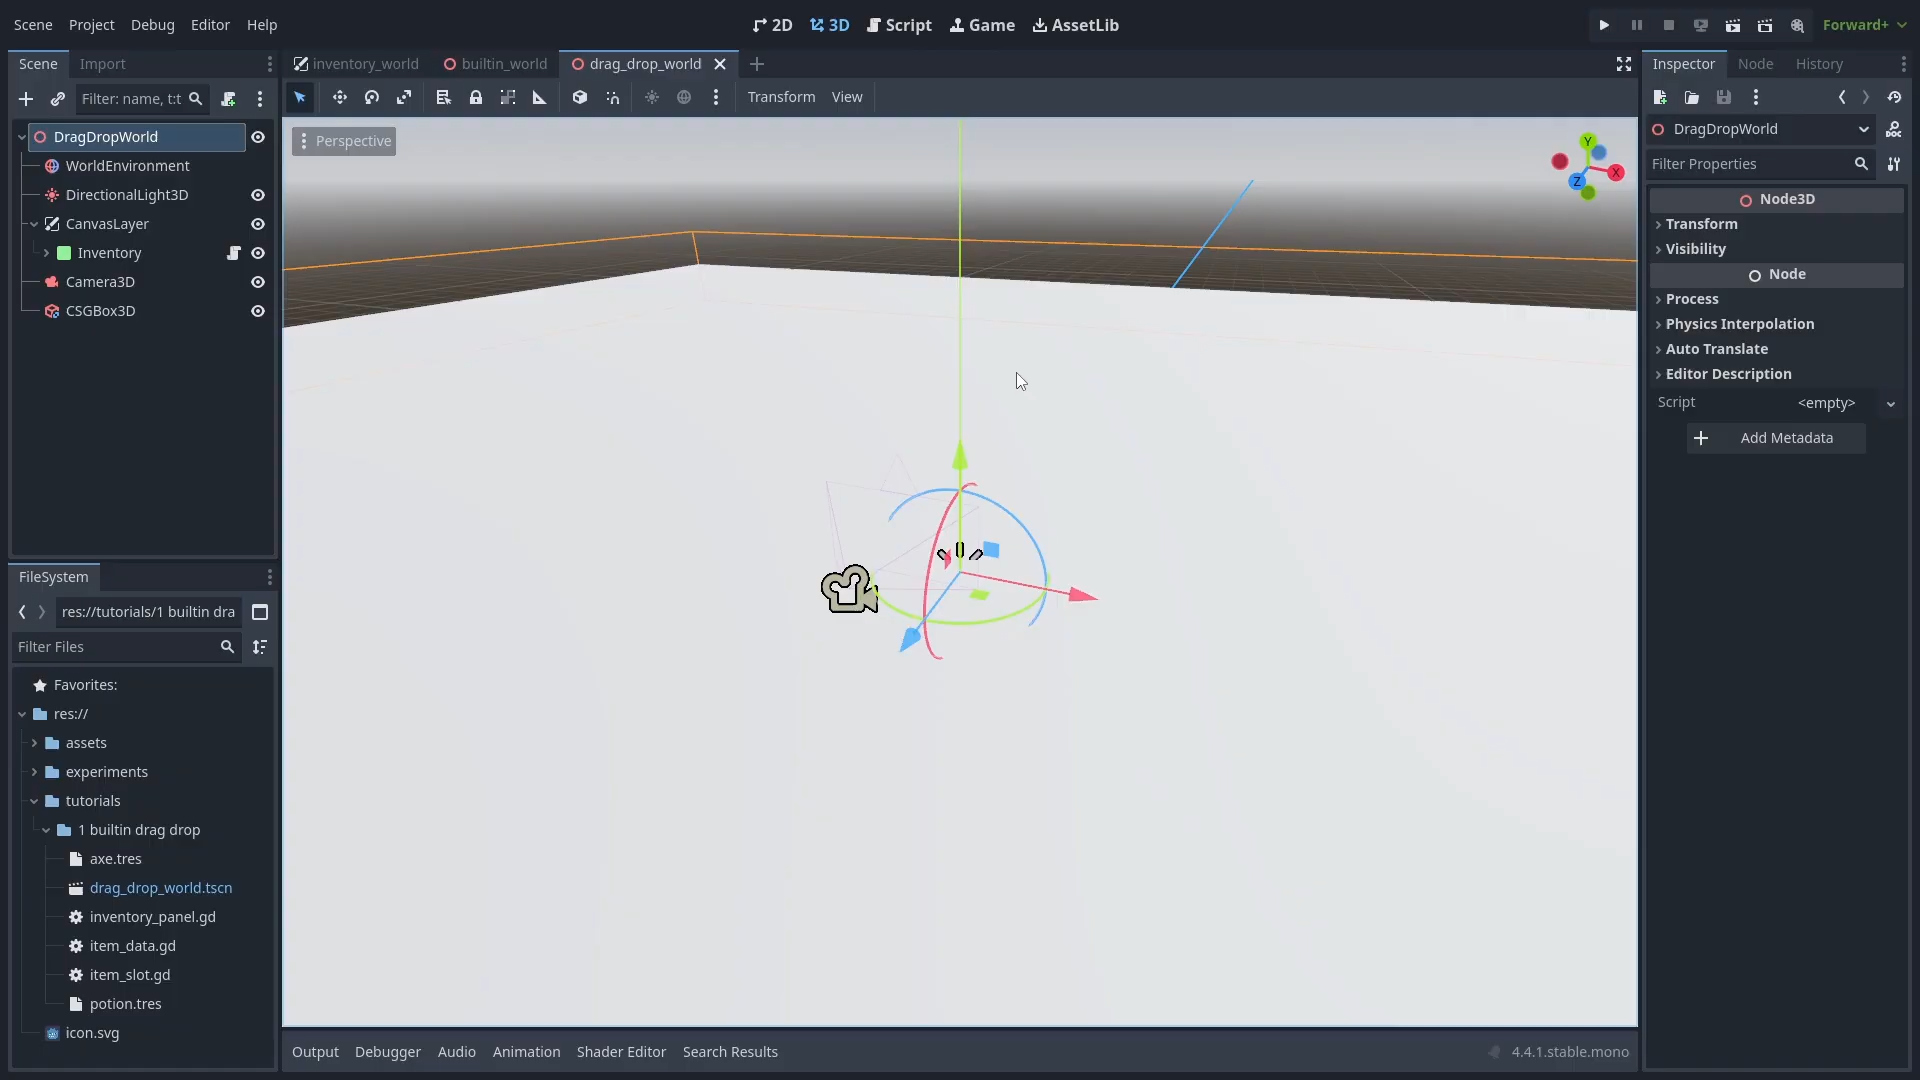 Scene Project Debug Editor Help
2D 3D Script Game AssetLib
Forward+
Scene Import
Filter: name, t:t
DragDropWorld
WorldEnvironment
DirectionalLight3D
CanvasLayer
Inventory
Camera3D
CSGBox3D
FileSystem
res://tutorials/1 builtin dra
Filter Files
Favorites:
res://
assets
experiments
tutorials
1 builtin drag drop
axe.tres
drag_drop_world.tscn
inventory_panel.gd
item_data.gd
item_slot.gd
potion.tres
icon.svg
inventory_world builtin_world drag_drop_world
Transform View
Perspective
Y
X
Z
Output Debugger Audio Animation Shader Editor Search Results
4.4.1.stable.mono
Inspector Node History
DragDropWorld
DOC
Filter Properties
Node3D
Transform
Visibility
Node
Process
Physics Interpolation
Auto Translate
Editor Description
Script <empty>
Add Metadata